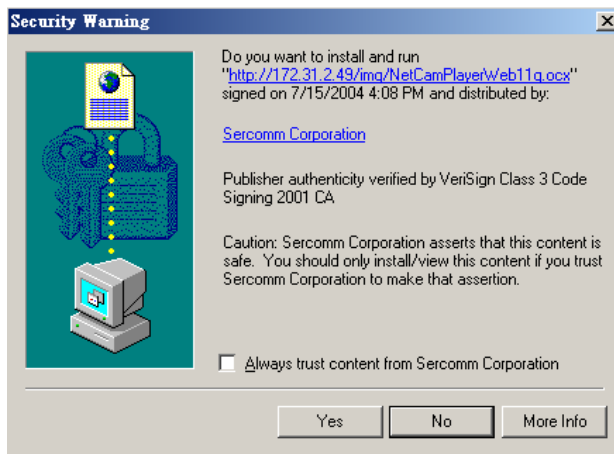 Security Warning
Do you want to install and run
"http://172.31.2.49/img/NetCamPlayerWeb11g.ocx"
signed on 7/15/2004 4:08 PM and distributed by:
Sercomm Corporation
Publisher authenticity verified by VeriSign Class 3 Code
Signing 2001 CA
Caution: Sercomm Corporation asserts that this content is
safe. You should only install/view this content if you trust
Sercomm Corporation to make that assertion.
Always trust content from Sercomm Corporation
Yes
No
More Info